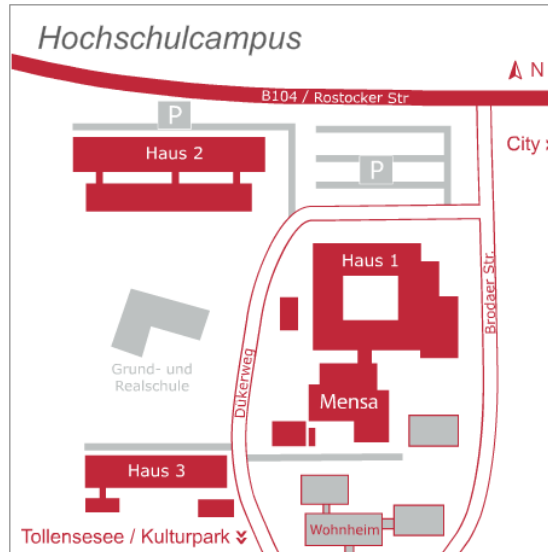 Hochschulcampus
N
B104 / Rostocker Str
P
Haus 2
P
City
Haus 1
Brodaer Str.
Grund- und
Realschule
Dükerweg
Mensa
Haus 3
Wohnheim
Tollensesee / Kulturpark